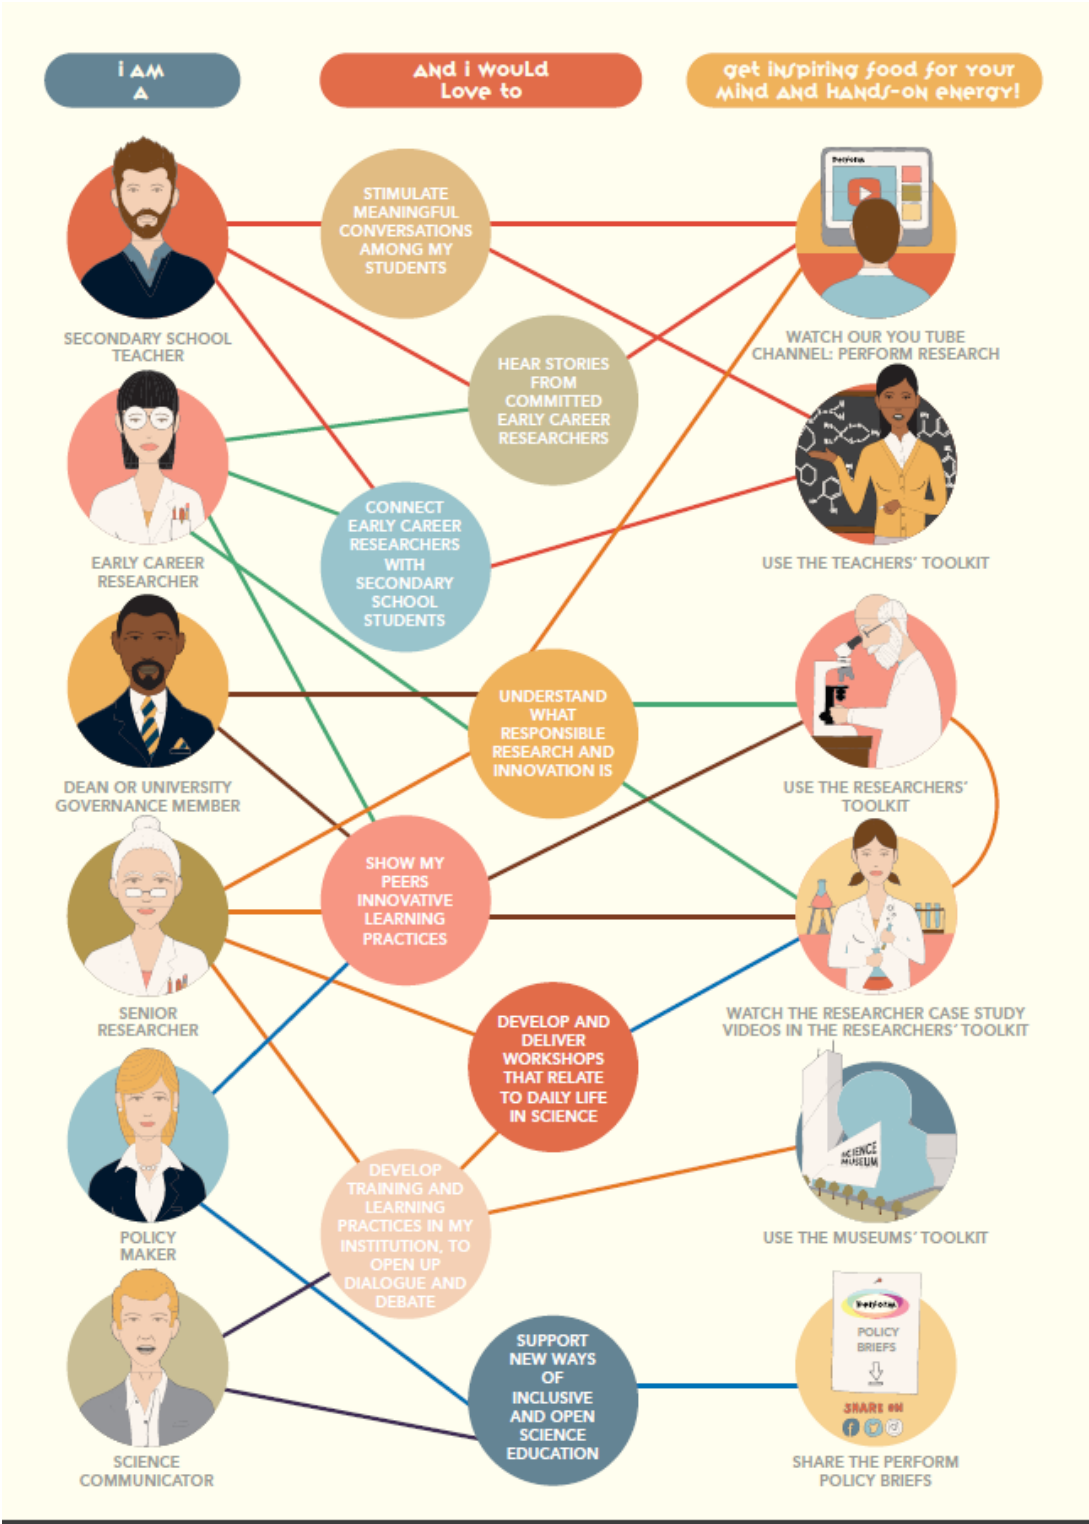 i AM
A
AND i WOULD
LOVE TO
get iNSPIRING FOOD FOR YOUR
MIND AND HANDS-ON ENERGY!
SECONDARY SCHOOL
TEACHER
EARLY CAREER
RESEARCHER
DEAN OR UNIVERSITY
GOVERNANCE MEMBER
SENIOR
RESEARCHER
POLICY
MAKER
SCIENCE
COMMUNICATOR
STIMULATE
MEANINGFUL
CONVERSATIONS
AMONG MY
STUDENTS
HEAR STORIES
FROM
COMMITTED
EARLY CAREER
RESEARCHERS
CONNECT
EARLY CAREER
RESEARCHERS
WITH
SECONDARY
SCHOOL
STUDENTS
UNDERSTAND
WHAT
RESPONSIBLE
RESEARCH AND
INNOVATION IS
SHOW MY
PEERS
INNOVATIVE
LEARNING
PRACTICES
DEVELOP AND
DELIVER
WORKSHOPS
THAT RELATE
TO DAILY LIFE
IN SCIENCE
DEVELOP
TRAINING AND
LEARNING
PRACTICES IN MY
INSTITUTION, TO
OPEN UP
DIALOGUE AND
DEBATE
SUPPORT
NEW WAYS
OF
INCLUSIVE
AND OPEN
SCIENCE
EDUCATION
Perform
WATCH OUR YOU TUBE
CHANNEL: PERFORM RESEARCH
USE THE TEACHERS' TOOLKIT
USE THE RESEARCHERS'
TOOLKIT
WATCH THE RESEARCHER CASE STUDY
VIDEOS IN THE RESEARCHERS' TOOLKIT
SCIENCE
MUSEUM
USE THE MUSEUMS' TOOLKIT
Perform
POLICY
BRIEFS
SHARE ON
SHARE THE PERFORM
POLICY BRIEFS